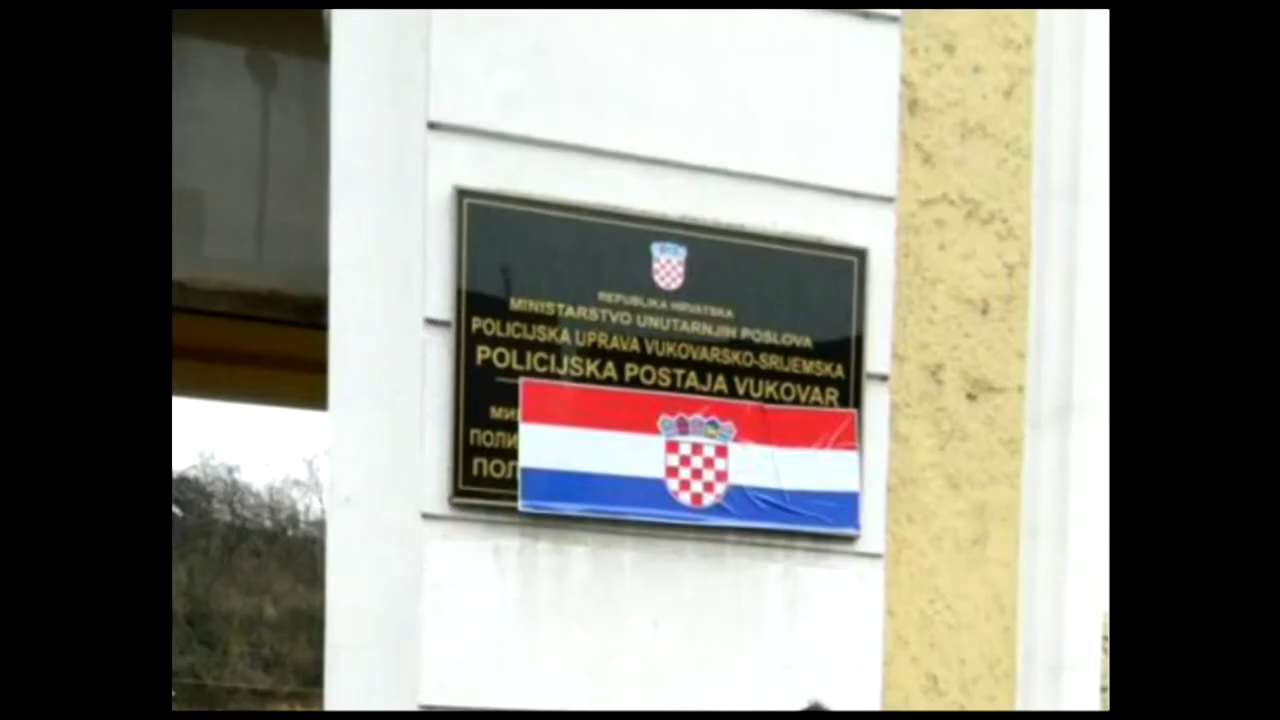 REPUBLIKA HRVATSKA
MINISTARSTVO UNUTARNJIH POSLOVA
POLICIJSKA UPRAVA VUKOVARSKO-SRIJEMSKA
POLICIJSKA POSTAJA VUKOVAR
МИ
ПОЛИ
ПОЛ